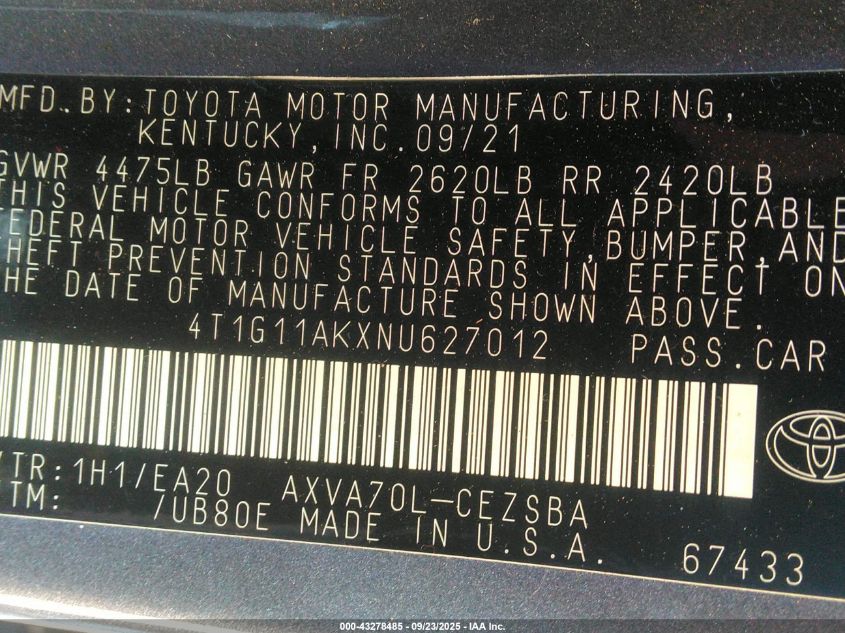 MFD. BY: TOYOTA MOTOR MANUFACTURING,
KENTUCKY, INC. 09/21
GVWR 4475LB GAWR FR 2620LB RR 2420LB
THIS VEHICLE CONFORMS TO ALL APPLICABLE
FEDERAL MOTOR VEHICLE SAFETY, BUMPER, AND
THEFT PREVENTION STANDARDS IN EFFECT ON
THE DATE OF MANUFACTURE SHOWN ABOVE.
4T1G11AKXNU627012 PASS.CAR
/TR: 1H1/EA20 AXVA70L-CEZSBA
TM: /UB80E MADE IN U.S.A. 67433
000-43278485 - 09/23/2025 - IAA Inc.